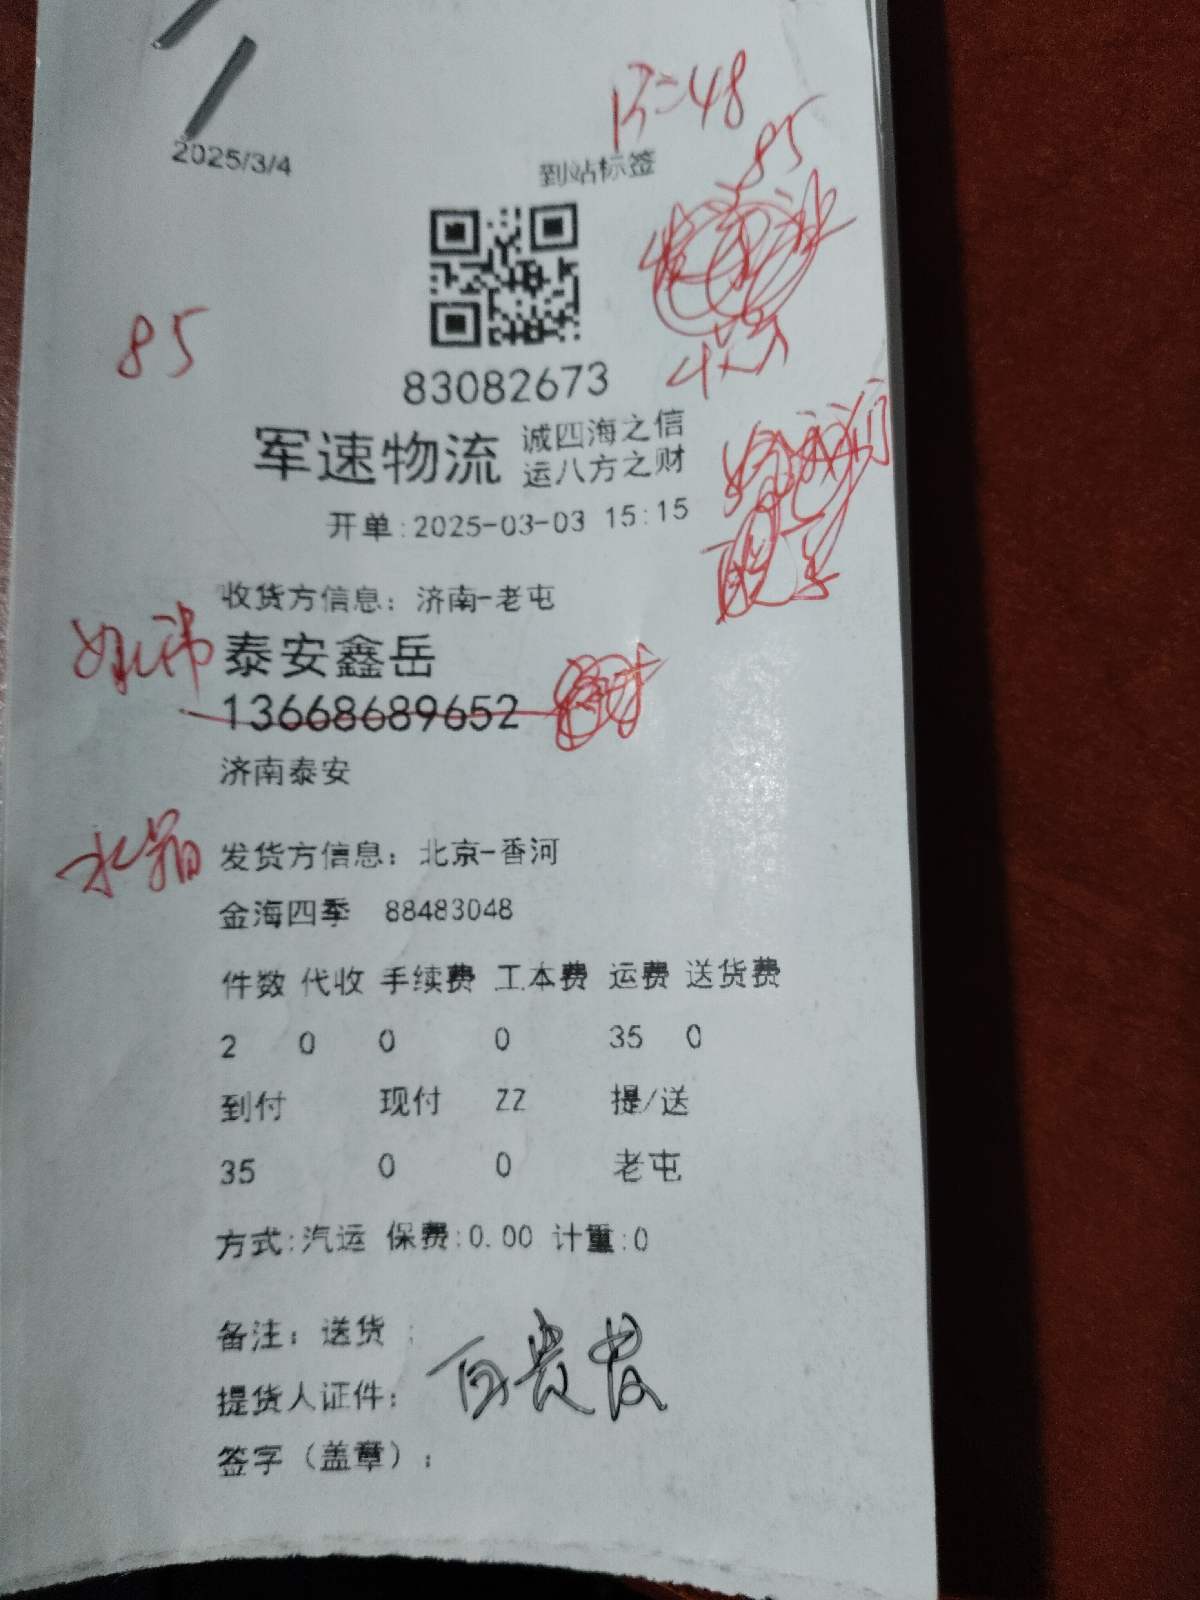 48
85
2025/3/4
到站标签
85
83082673
军速物流 诚四海之信
运八方之财
开单:2025-03-03 15:15
收货方信息: 济南-老屯
泰安鑫岳
13668689652
济南泰安
发货方信息: 北京-香河
金海四季 88483048
件数 代收 手续费 工本费 运费 送货费
2 0 0 0 35 0
到付 现付 ZZ 提/送
35 0 0 老屯
方式:汽运 保费:0.00 计重:0
备注: 送货 :
提货人证件:
签字(盖章):